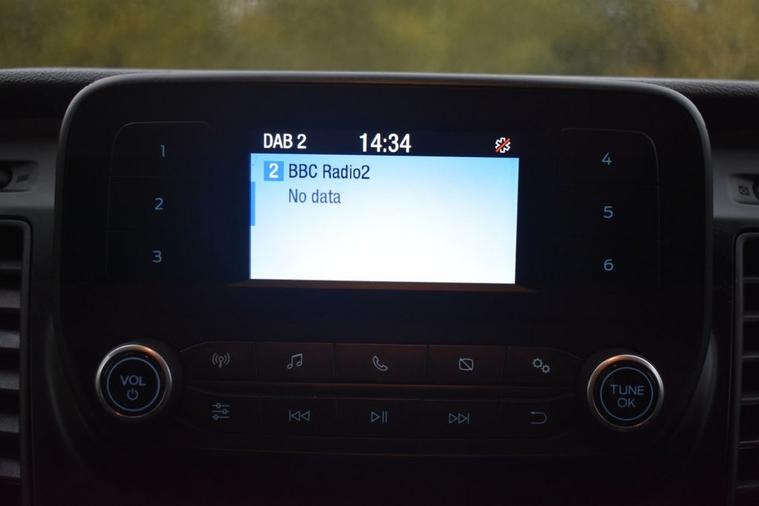 DAB 2 14:34
2 BBC Radio2
No data
1
2
3
4
5
6
VOL
TUNE
OK